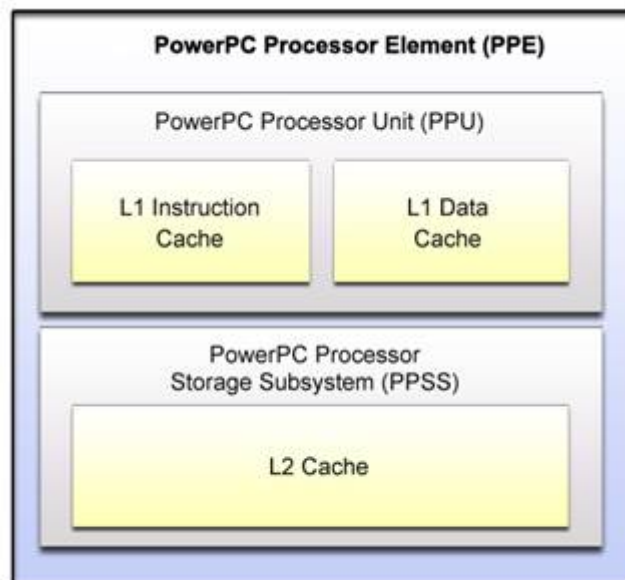 PowerPC Processor Element (PPE)
PowerPC Processor Unit (PPU)
L1 Instruction
Cache
L1 Data
Cache
PowerPC Processor
Storage Subsystem (PPSS)
L2 Cache